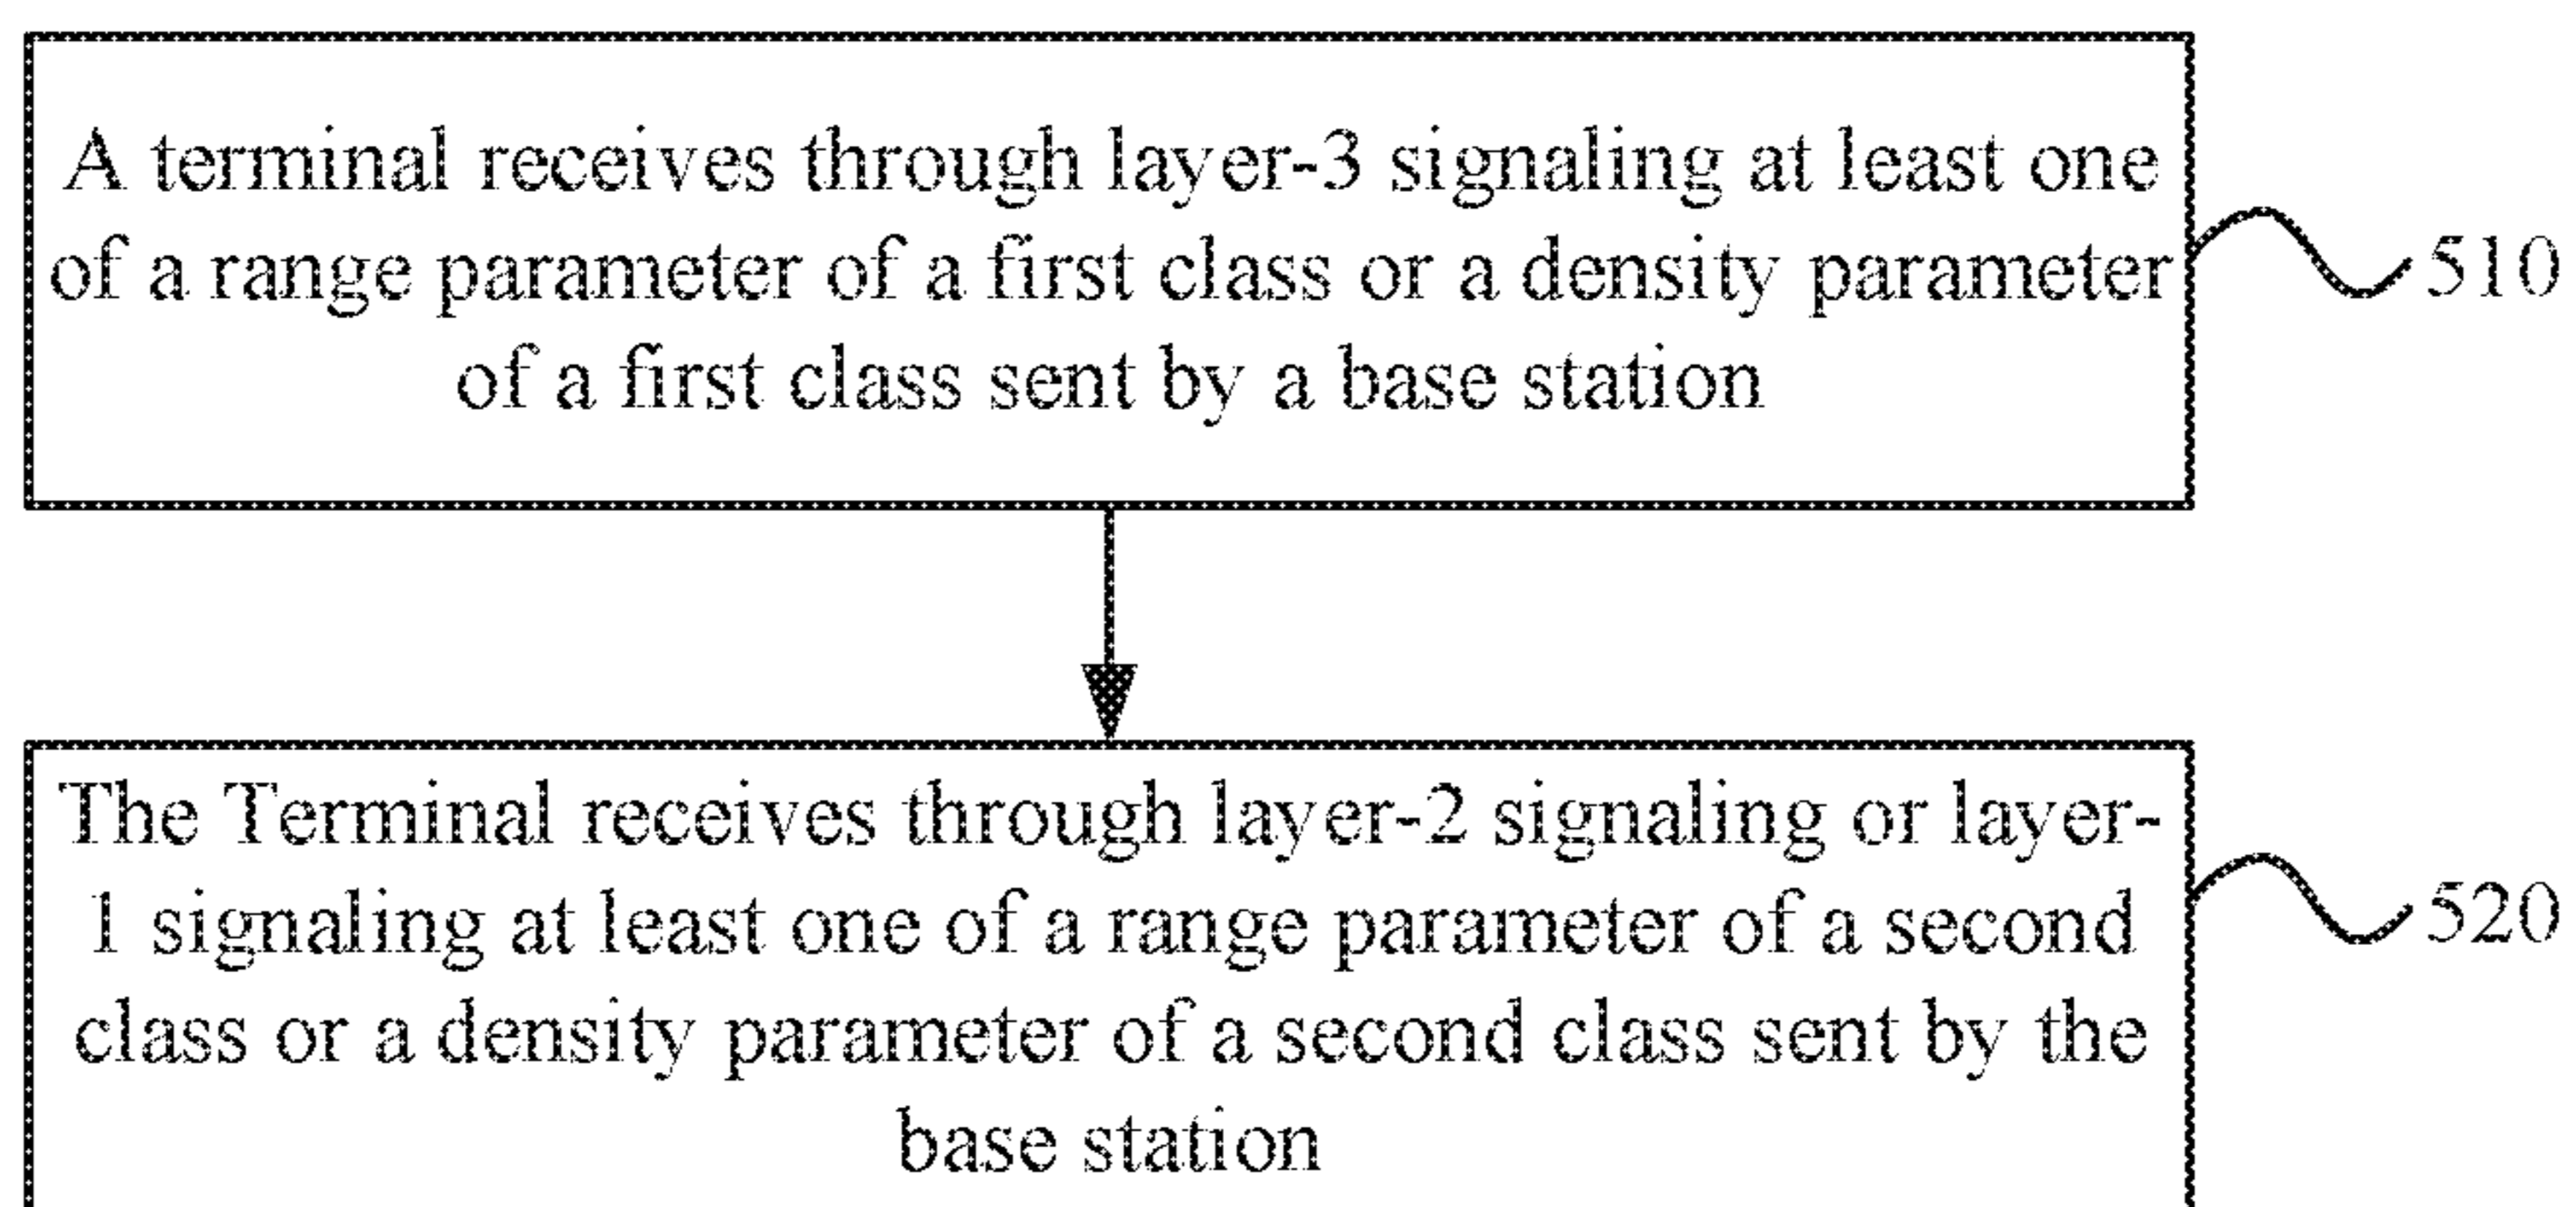 A terminal receives through layer-3 signaling at least one
of a range parameter of a first class or a density parameter
of a first class sent by a base station
510
The Terminal receives through layer-2 signaling or layer-
1 signaling at least one of a range parameter of a second
class or a density parameter of a second class sent by the
base station
520